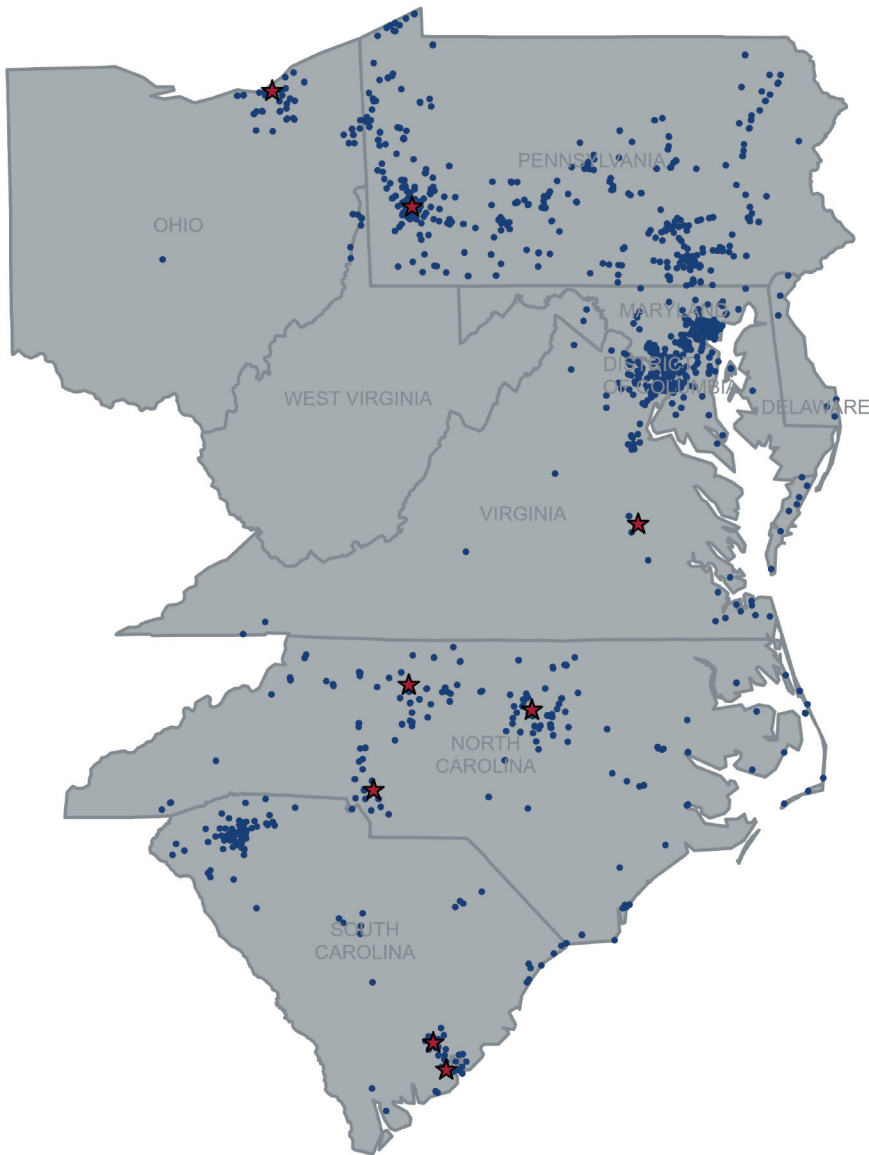 PENNSYLVANIA
OHIO
MARYLAND
DISTRICT
OF COLUMBIA
WEST VIRGINIA
DELAWARE
VIRGINIA
NORTH
CAROLINA
SOUTH
CAROLINA